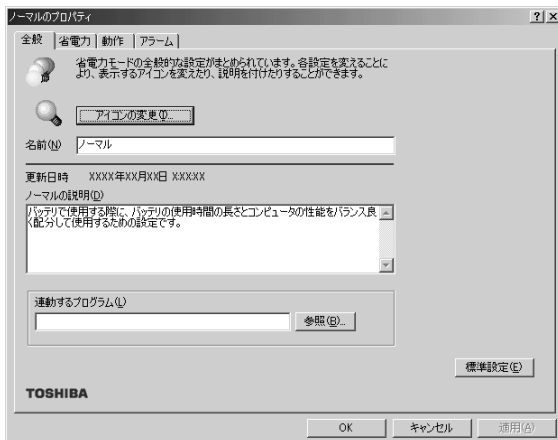 ノーマルのプロパティ
全般 省電力 動作 アラーム
省電力モードの全般的な設定がまとめられています。各設定を変えることに
より、表示するアイコンを変えたり、説明を付けたりすることができます。
アイコンの変更(I)...
名前(N) ノーマル
更新日時 XXXX年XX月XX日 X:XX:XX
ノーマルの説明(D)
バッテリで使用する際に、バッテリの使用時間の長さとコンピュータの性能をバランス良
く配分して使用するための設定です。
連動するプログラム(L)
参照(B)...
標準設定(E)
TOSHIBA
OK キャンセル 適用(A)